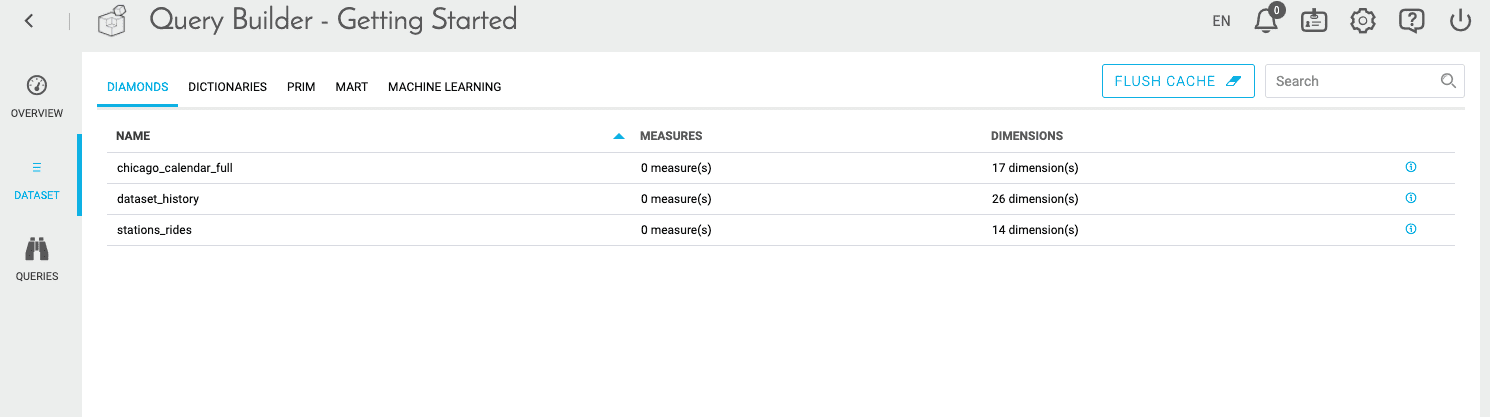 Query Builder - Getting Started
EN
0
OVERVIEW
DATASET
QUERIES
DIAMONDS DICTIONARIES PRIM MART MACHINE LEARNING
FLUSH CACHE
Search
NAME MEASURES DIMENSIONS
chicago_calendar_full 0 measure(s) 17 dimension(s)
dataset_history 0 measure(s) 26 dimension(s)
stations_rides 0 measure(s) 14 dimension(s)